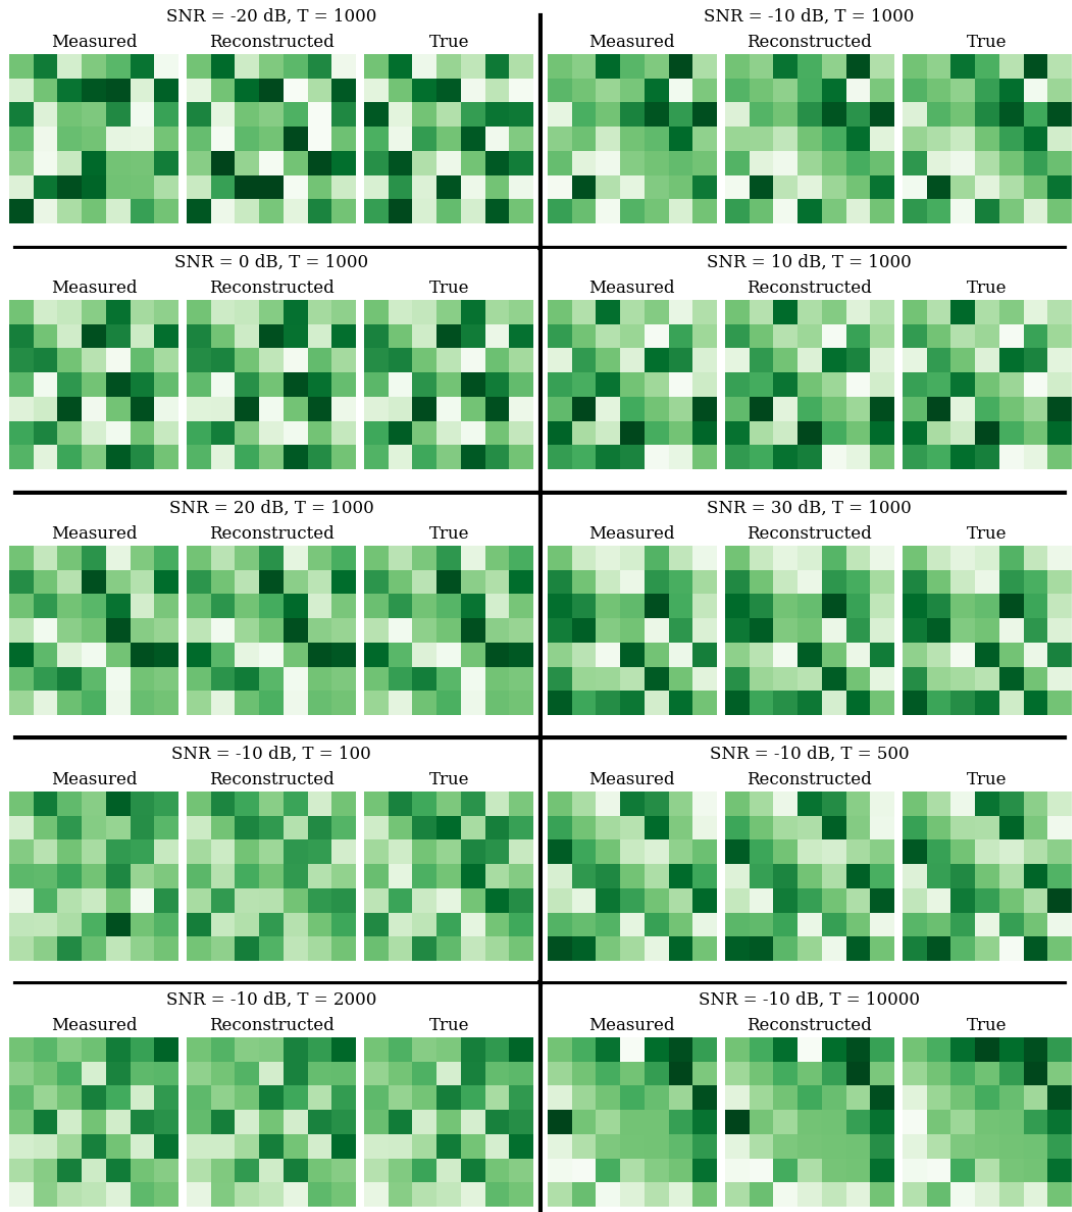 SNR = -20 dB, T = 1000
Measured Reconstructed True
SNR = -10 dB, T = 1000
Measured Reconstructed True
SNR = 0 dB, T = 1000
Measured Reconstructed True
SNR = 10 dB, T = 1000
Measured Reconstructed True
SNR = 20 dB, T = 1000
Measured Reconstructed True
SNR = 30 dB, T = 1000
Measured Reconstructed True
SNR = -10 dB, T = 100
Measured Reconstructed True
SNR = -10 dB, T = 500
Measured Reconstructed True
SNR = -10 dB, T = 2000
Measured Reconstructed True
SNR = -10 dB, T = 10000
Measured Reconstructed True